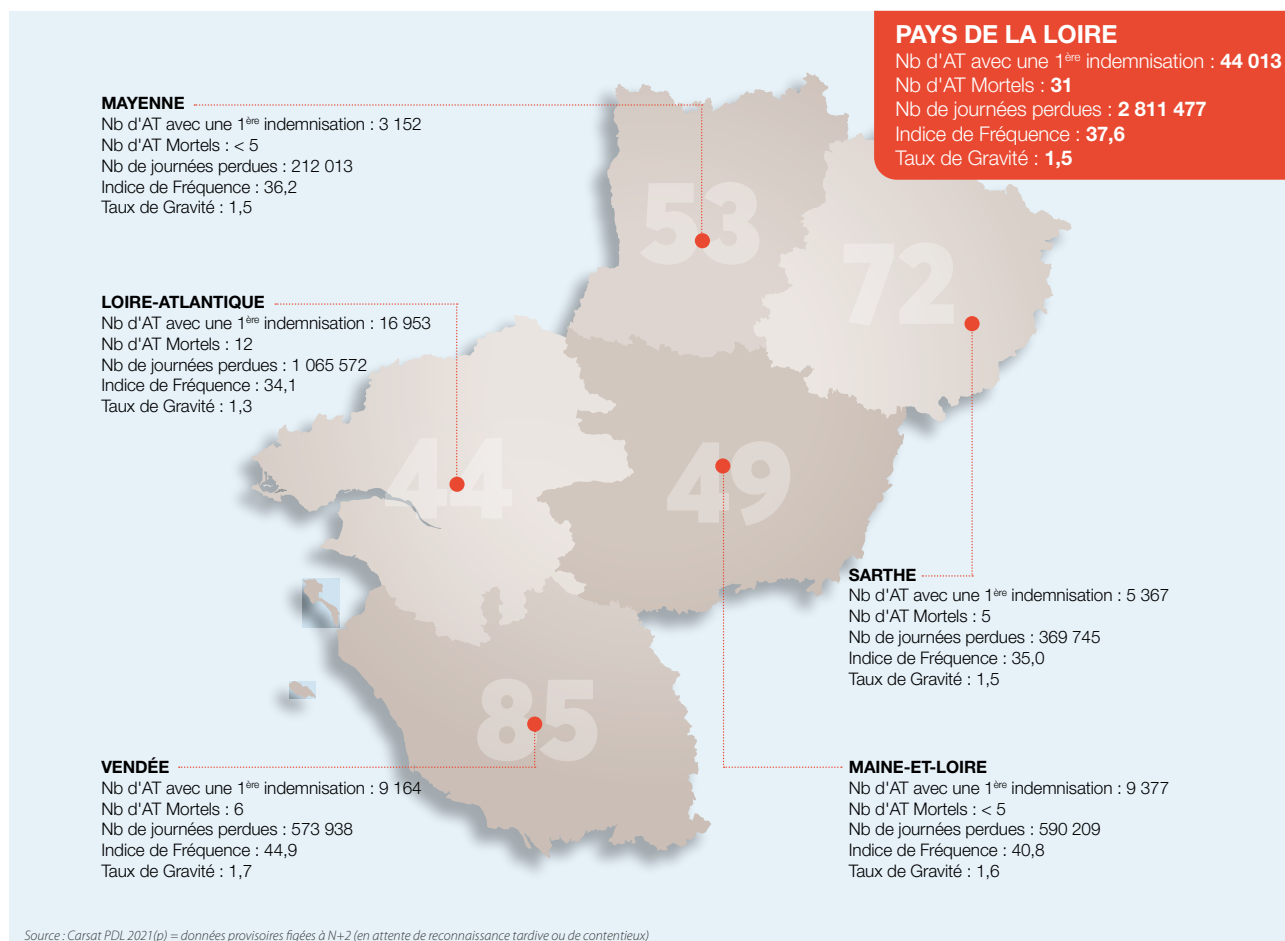 PAYS DE LA LOIRE
Nb d'AT avec une 1ère indemnisation : 44 013
Nb d'AT Mortels : 31
Nb de journées perdues : 2 811 477
Indice de Fréquence : 37,6
Taux de Gravité : 1,5
MAYENNE
Nb d'AT avec une 1ère indemnisation : 3 152
Nb d'AT Mortels : < 5
Nb de journées perdues : 212 013
Indice de Fréquence : 36,2
Taux de Gravité : 1,5
53
72
LOIRE-ATLANTIQUE
Nb d'AT avec une 1ère indemnisation : 16 953
Nb d'AT Mortels : 12
Nb de journées perdues : 1 065 572
Indice de Fréquence : 34,1
Taux de Gravité : 1,3
44
49
SARTHE
Nb d'AT avec une 1ère indemnisation : 5 367
Nb d'AT Mortels : 5
Nb de journées perdues : 369 745
Indice de Fréquence : 35,0
Taux de Gravité : 1,5
85
VENDÉE
Nb d'AT avec une 1ère indemnisation : 9 164
Nb d'AT Mortels : 6
Nb de journées perdues : 573 938
Indice de Fréquence : 44,9
Taux de Gravité : 1,7
MAINE-ET-LOIRE
Nb d'AT avec une 1ère indemnisation : 9 377
Nb d'AT Mortels : < 5
Nb de journées perdues : 590 209
Indice de Fréquence : 40,8
Taux de Gravité : 1,6
Source : Carsat PDL 2021(p) = données provisoires figées à N+2 (en attente de reconnaissance tardive ou de contentieux)